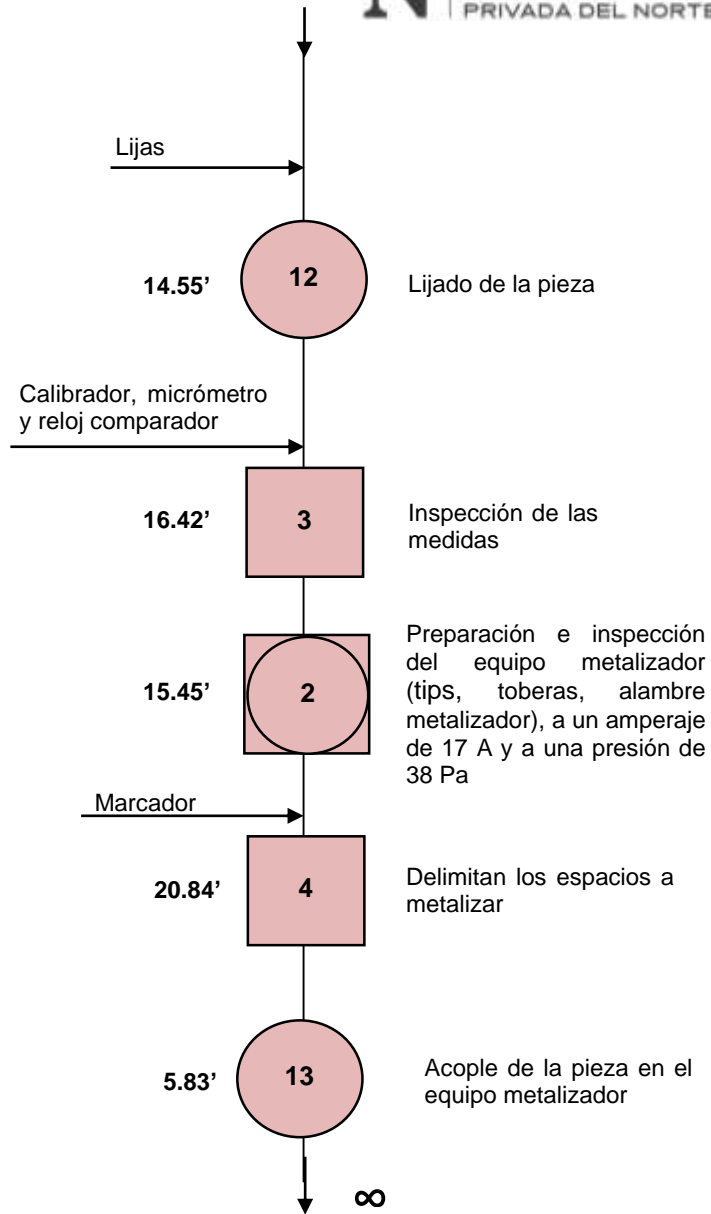 N
PRIVADA DEL NORTE
Lijas
14.55’
12
Lijado de la pieza
Calibrador, micrómetro
y reloj comparador
16.42’
3
Inspección de las
medidas
15.45’
2
Preparación e inspección
del equipo metalizador
(tips, toberas, alambre
metalizador), a un amperaje
de 17 A y a una presión de
38 Pa
Marcador
20.84’
4
Delimitan los espacios a
metalizar
5.83’
13
Acople de la pieza en el
equipo metalizador
∞